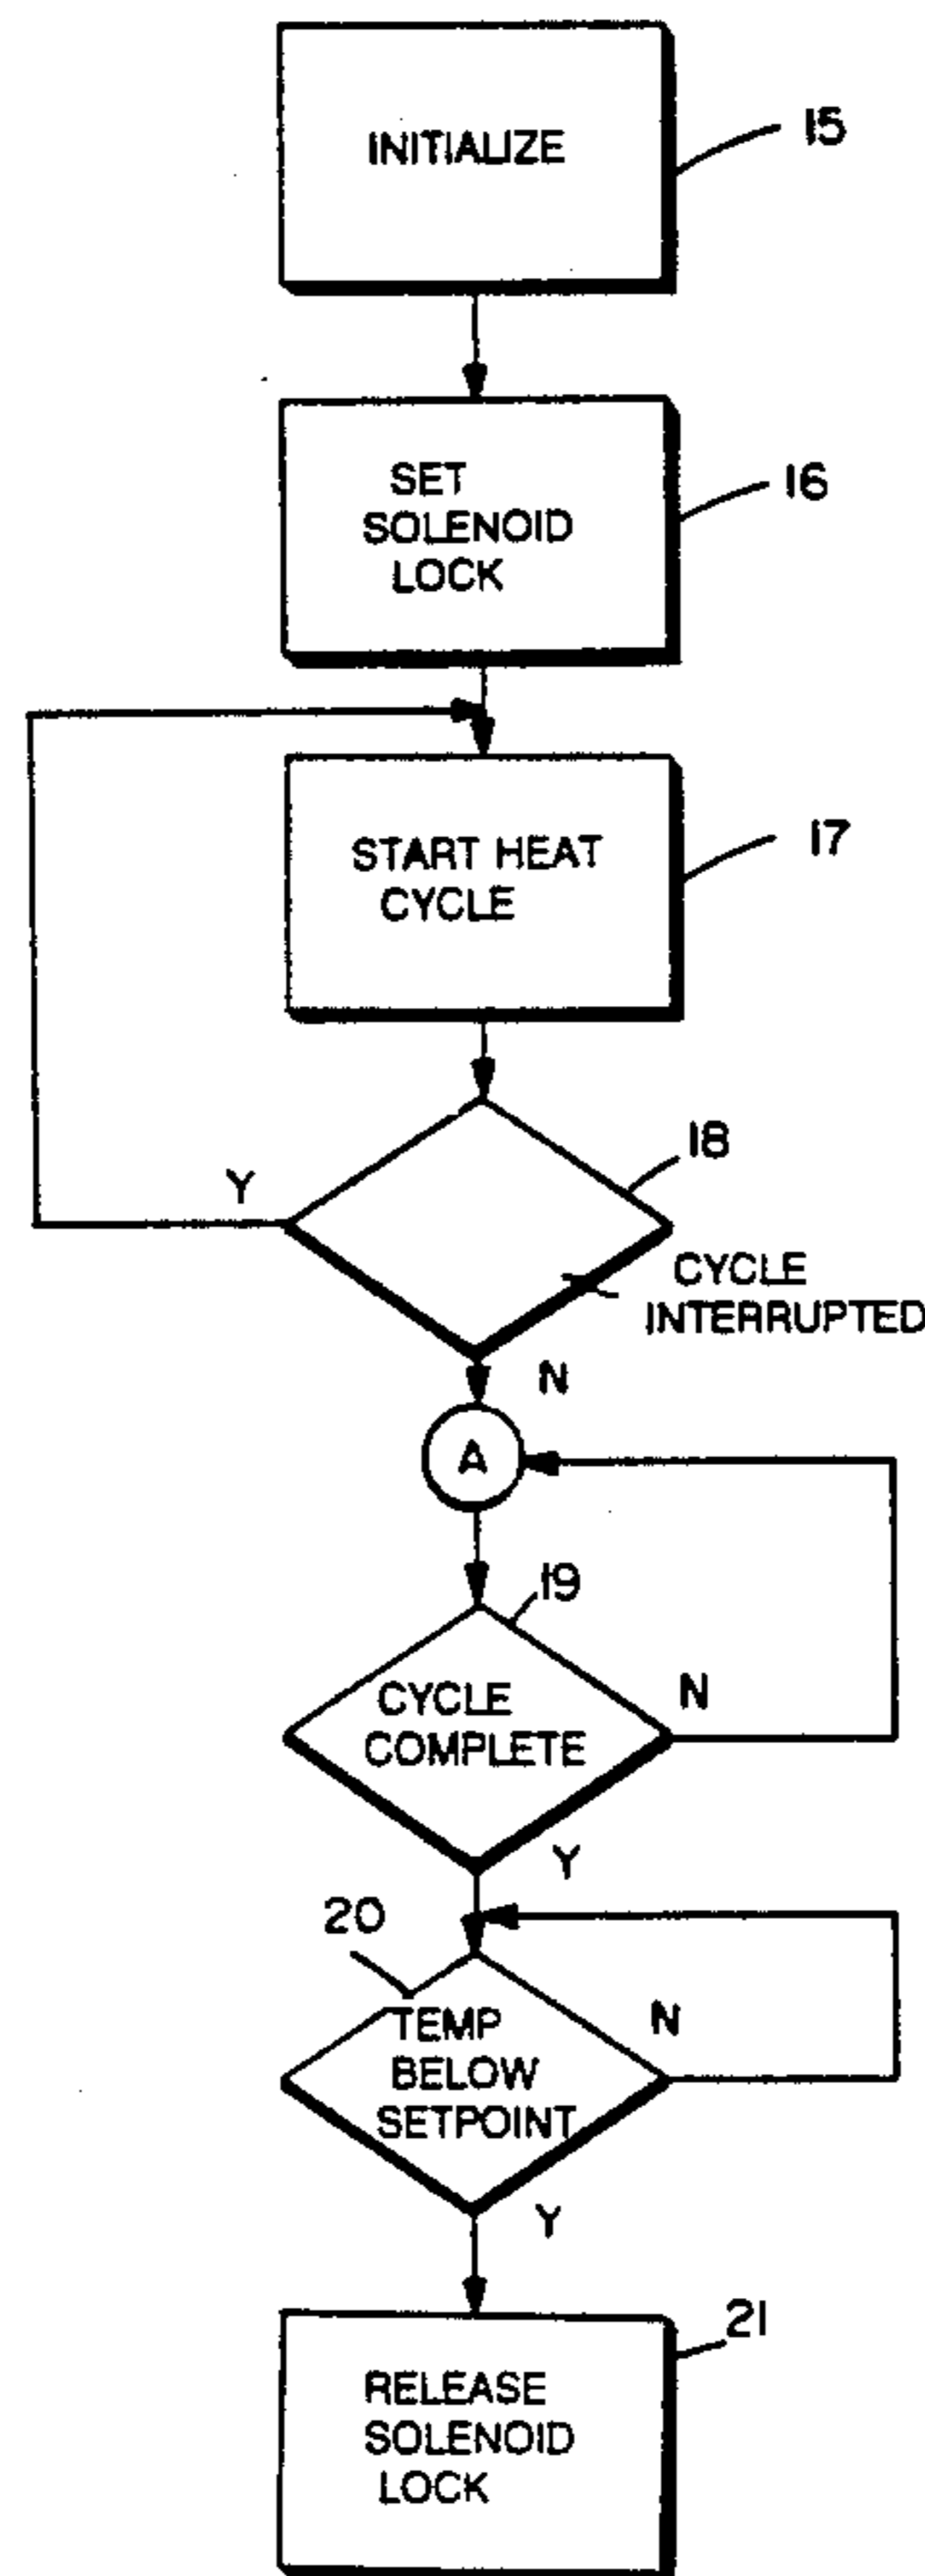 INITIALIZE
15
SET
SOLENOID
LOCK
16
START HEAT
CYCLE
17
18
Y
CYCLE
INTERRUPTED
N
A
19
CYCLE
COMPLETE
N
Y
20
TEMP
BELOW
SETPOINT
N
Y
21
RELEASE
SOLENOID
LOCK